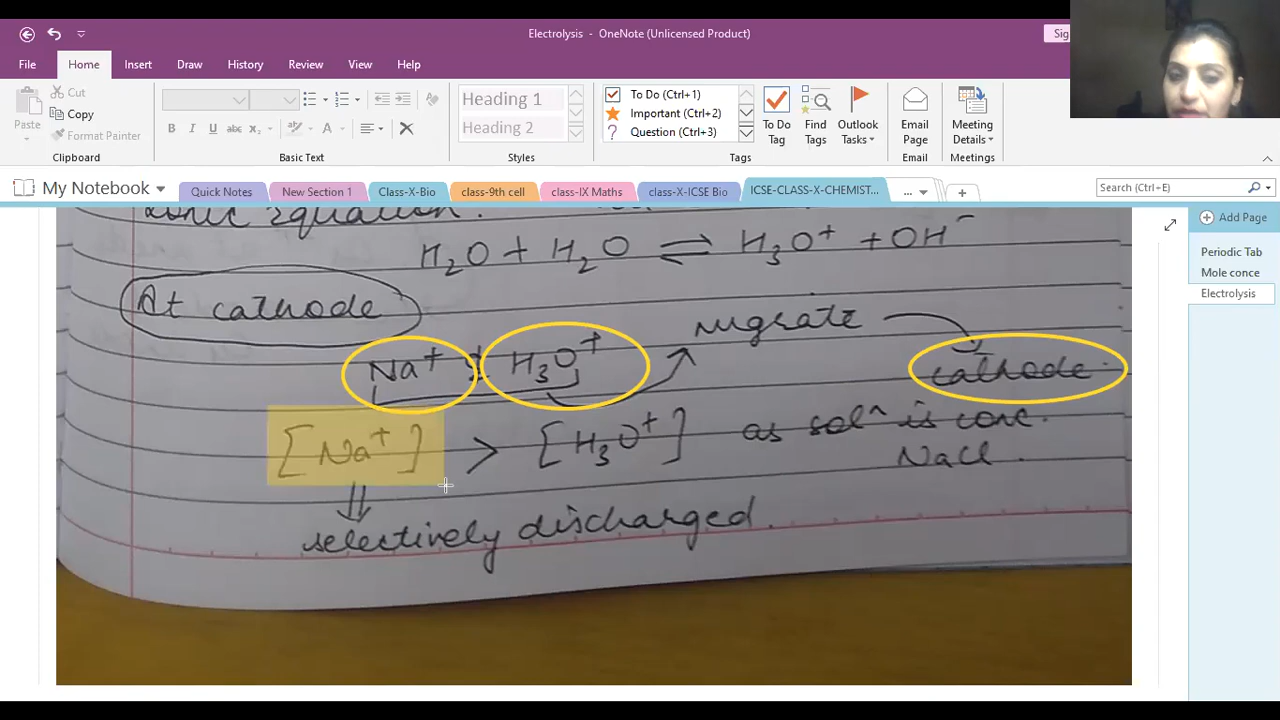 Electrolysis - OneNote (Unlicensed Product)
File Home Insert Draw History Review View Help
Cut
Copy
Format Painter
Paste
Clipboard
B I U abc x₂ A
Basic Text
Heading 1
Heading 2
Styles
To Do (Ctrl+1)
Important (Ctrl+2)
? Question (Ctrl+3)
Tags
To Do Tag
Find Tags
Outlook Tasks
Email Page
Email
Meeting Details
Meetings
My Notebook
Quick Notes New Section 1 Class-X-Bio class-9th cell class-IX Maths class-X-ICSE Bio ICSE-CLASS-X-CHEMIST... ...
Search (Ctrl+E)
Add Page
Periodic Tab
Mole conce
Electrolysis
ionic equation.
H₂O + H₂O ⇌ H₃O⁺ + OH⁻
At cathode
Na⁺ & H₃O⁺ migrate cathode.
[Na⁺] > [H₃O⁺] as solⁿ is conc.
NaCl.
⇓
selectively discharged.